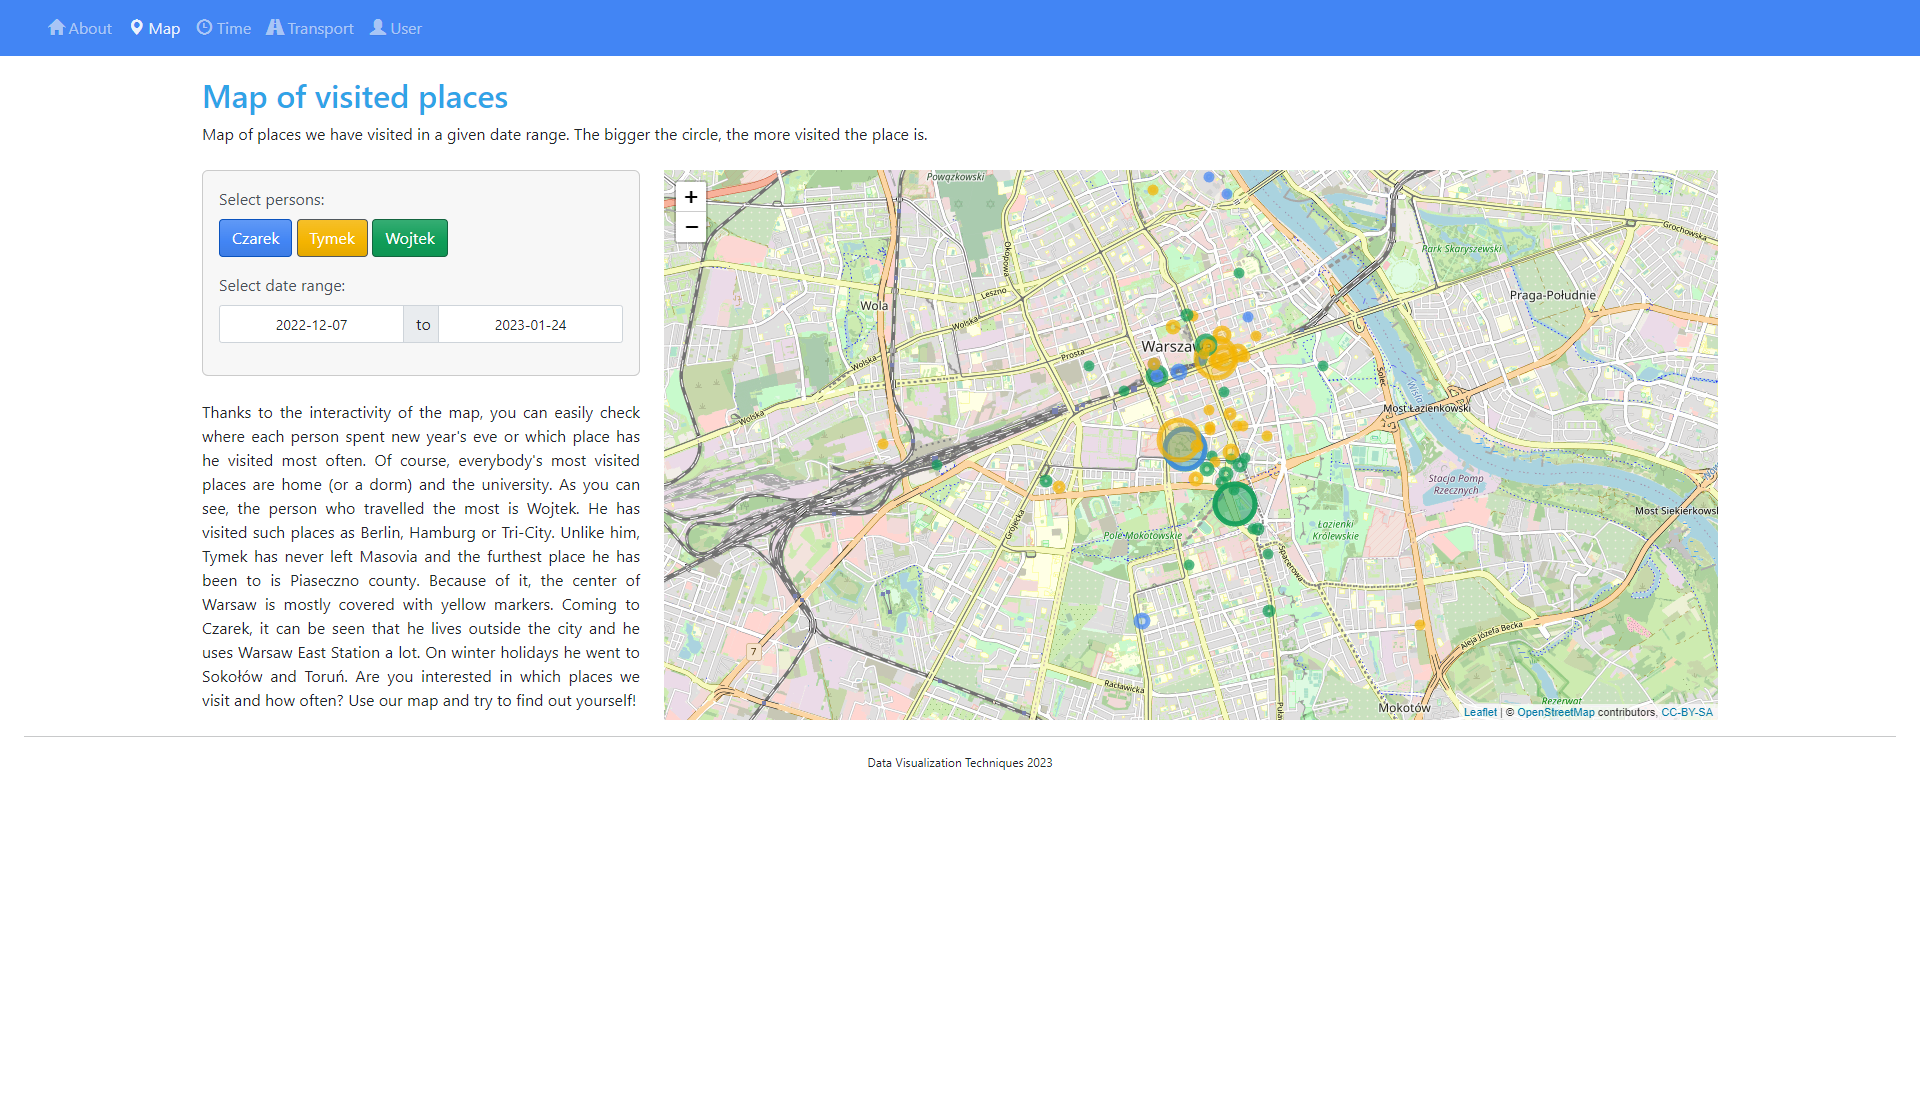 About Map Time Transport User
Map of visited places
Map of places we have visited in a given date range. The bigger the circle, the more visited the place is.
Select persons:
Czarek Tymek Wojtek
Select date range:
2022-12-07 to 2023-01-24
Thanks to the interactivity of the map, you can easily check
where each person spent new year's eve or which place has
he visited most often. Of course, everybody's most visited
places are home (or a dorm) and the university. As you can
see, the person who travelled the most is Wojtek. He has
visited such places as Berlin, Hamburg or Tri-City. Unlike him,
Tymek has never left Masovia and the furthest place he has
been to is Piaseczno county. Because of it, the center of
Warsaw is mostly covered with yellow markers. Coming to
Czarek, it can be seen that he lives outside the city and he
uses Warsaw East Station a lot. On winter holidays he went to
Sokołów and Toruń. Are you interested in which places we
visit and how often? Use our map and try to find out yourself!
+
−
Powązkowski
Okopowa
Leszno
Wola
Wolska
Wolska
Wolska
Prosta
Warszaw
Grochowska
Park Skaryszewski
Praga-Południe
Solec
Wisła
Most Łazienkowski
Stacja Pomp
Rzecznych
Most Siekierkowsk
Grójecka
Pole Mokotowskie
Łazienki
Królewskie
Spacerowa
7
Aleja Józefa Becka
Racławicka
Puław
Mokotów
Rezerwat
Leaflet | © OpenStreetMap contributors, CC-BY-SA
Data Visualization Techniques 2023